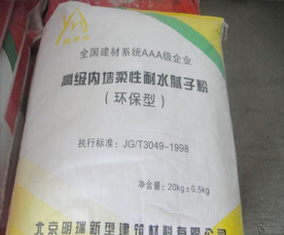 全国建材系统AAA级企业
高级内墙柔性耐水腻子粉
（环保型）
执行标准：JG/T3049-1998
净含量：20kg±0.5kg
北京明瑞新型建筑材料有限公司